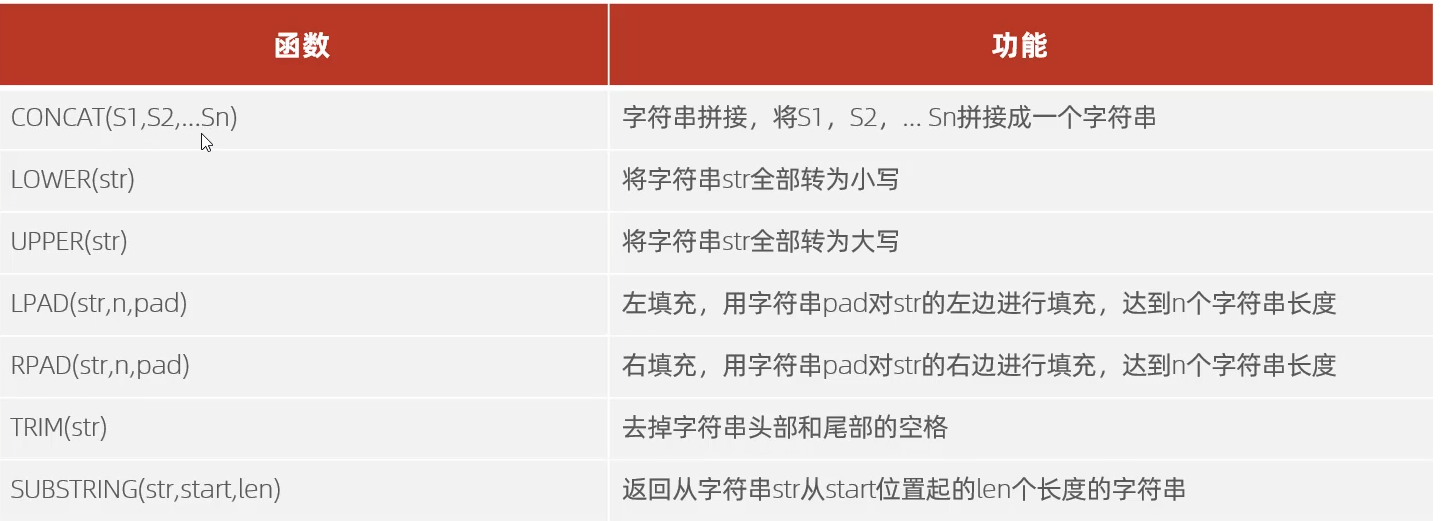 函数 功能
CONCAT(S1,S2,...Sn) 字符串拼接，将S1，S2，... Sn拼接成一个字符串
LOWER(str) 将字符串str全部转为小写
UPPER(str) 将字符串str全部转为大写
LPAD(str,n,pad) 左填充，用字符串pad对str的左边进行填充，达到n个字符串长度
RPAD(str,n,pad) 右填充，用字符串pad对str的右边进行填充，达到n个字符串长度
TRIM(str) 去掉字符串头部和尾部的空格
SUBSTRING(str,start,len) 返回从字符串str从start位置起的len个长度的字符串